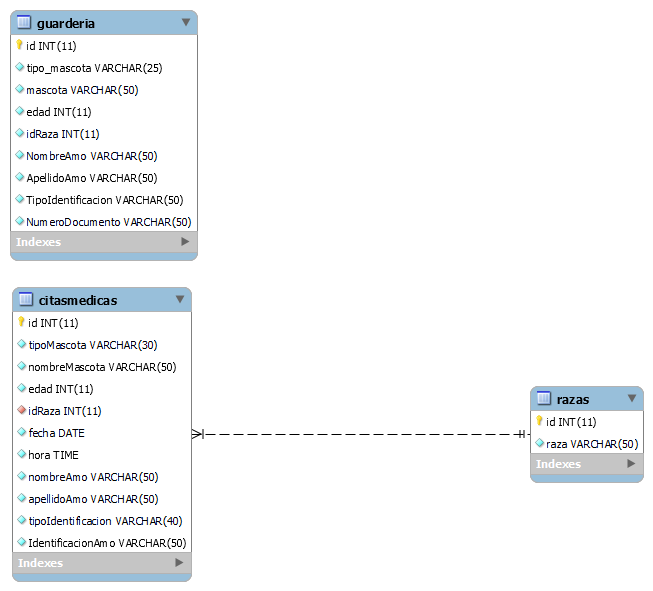 guarderia
id INT(11)
tipo_mascota VARCHAR(25)
mascota VARCHAR(50)
edad INT(11)
idRaza INT(11)
NombreAmo VARCHAR(50)
ApellidoAmo VARCHAR(50)
TipoIdentificacion VARCHAR(50)
NumeroDocumento VARCHAR(50)
Indexes
citasmedicas
id INT(11)
tipoMascota VARCHAR(30)
nombreMascota VARCHAR(50)
edad INT(11)
idRaza INT(11)
fecha DATE
hora TIME
nombreAmo VARCHAR(50)
apellidoAmo VARCHAR(50)
tipoIdentificacion VARCHAR(40)
IdentificacionAmo VARCHAR(50)
Indexes
razas
id INT(11)
raza VARCHAR(50)
Indexes